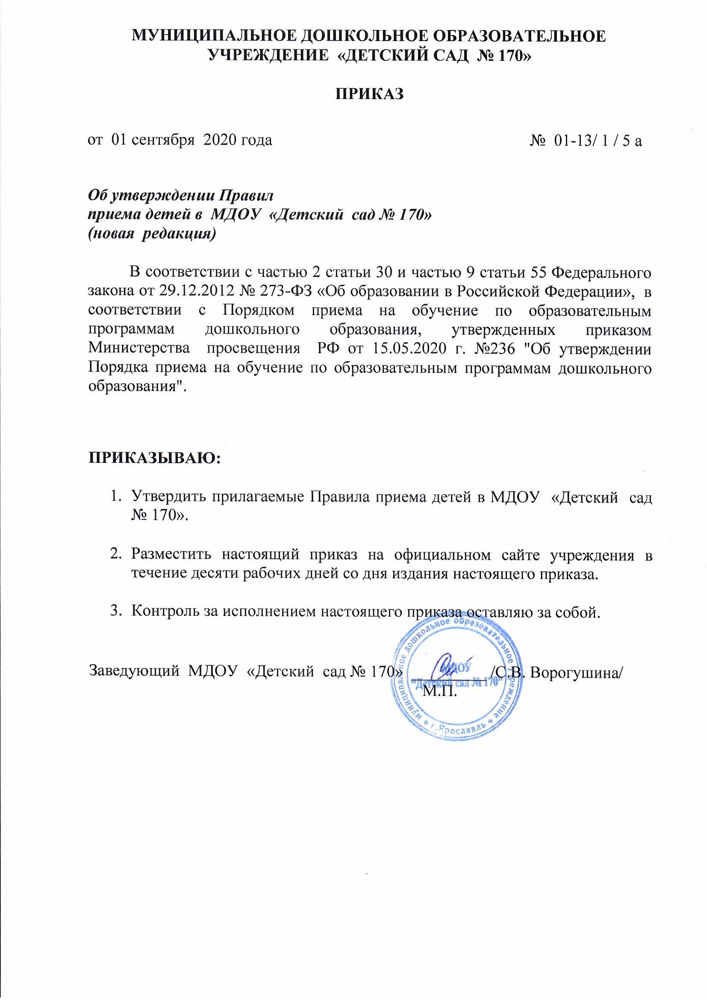 МУНИЦИПАЛЬНОЕ ДОШКОЛЬНОЕ ОБРАЗОВАТЕЛЬНОЕ
УЧРЕЖДЕНИЕ «ДЕТСКИЙ САД № 170»
ПРИКАЗ
от 01 сентября 2020 года № 01-13/ 1 / 5 а
Об утверждении Правил
приема детей в МДОУ «Детский сад № 170»
(новая редакция)
В соответствии с частью 2 статьи 30 и частью 9 статьи 55 Федерального
закона от 29.12.2012 № 273-ФЗ «Об образовании в Российской Федерации», в
соответствии с Порядком приема на обучение по образовательным
программам дошкольного образования, утвержденных приказом
Министерства просвещения РФ от 15.05.2020 г. №236 "Об утверждении
Порядка приема на обучение по образовательным программам дошкольного
образования".
ПРИКАЗЫВАЮ:
1. Утвердить прилагаемые Правила приема детей в МДОУ «Детский сад
№ 170».
2. Разместить настоящий приказ на официальном сайте учреждения в
течение десяти рабочих дней со дня издания настоящего приказа.
3. Контроль за исполнением настоящего приказа оставляю за собой.
Заведующий МДОУ «Детский сад № 170» __________ /С.В. Ворогушина/
М.П.
муниципальное дошкольное образовательное учреждение
* г.Ярославль *
МДОУ
"Детский сад № 170"